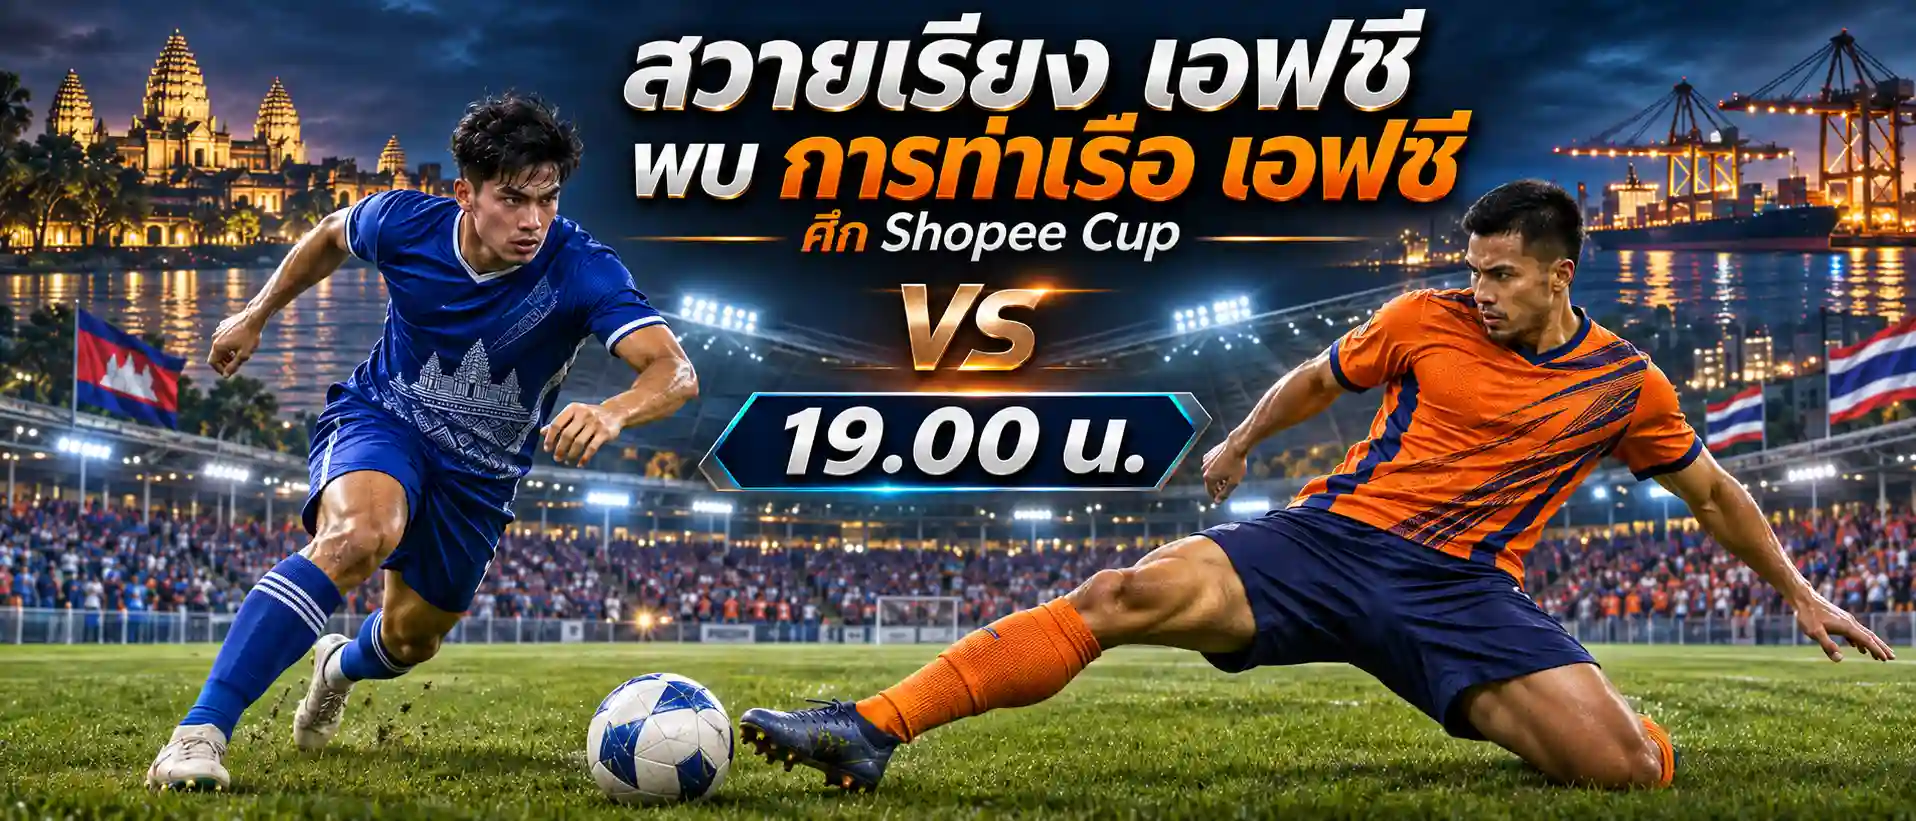 สวายเรียง เอฟซี
พบ การท่าเรือ เอฟซี
ศึก Shopee Cup
VS
19.00 น.